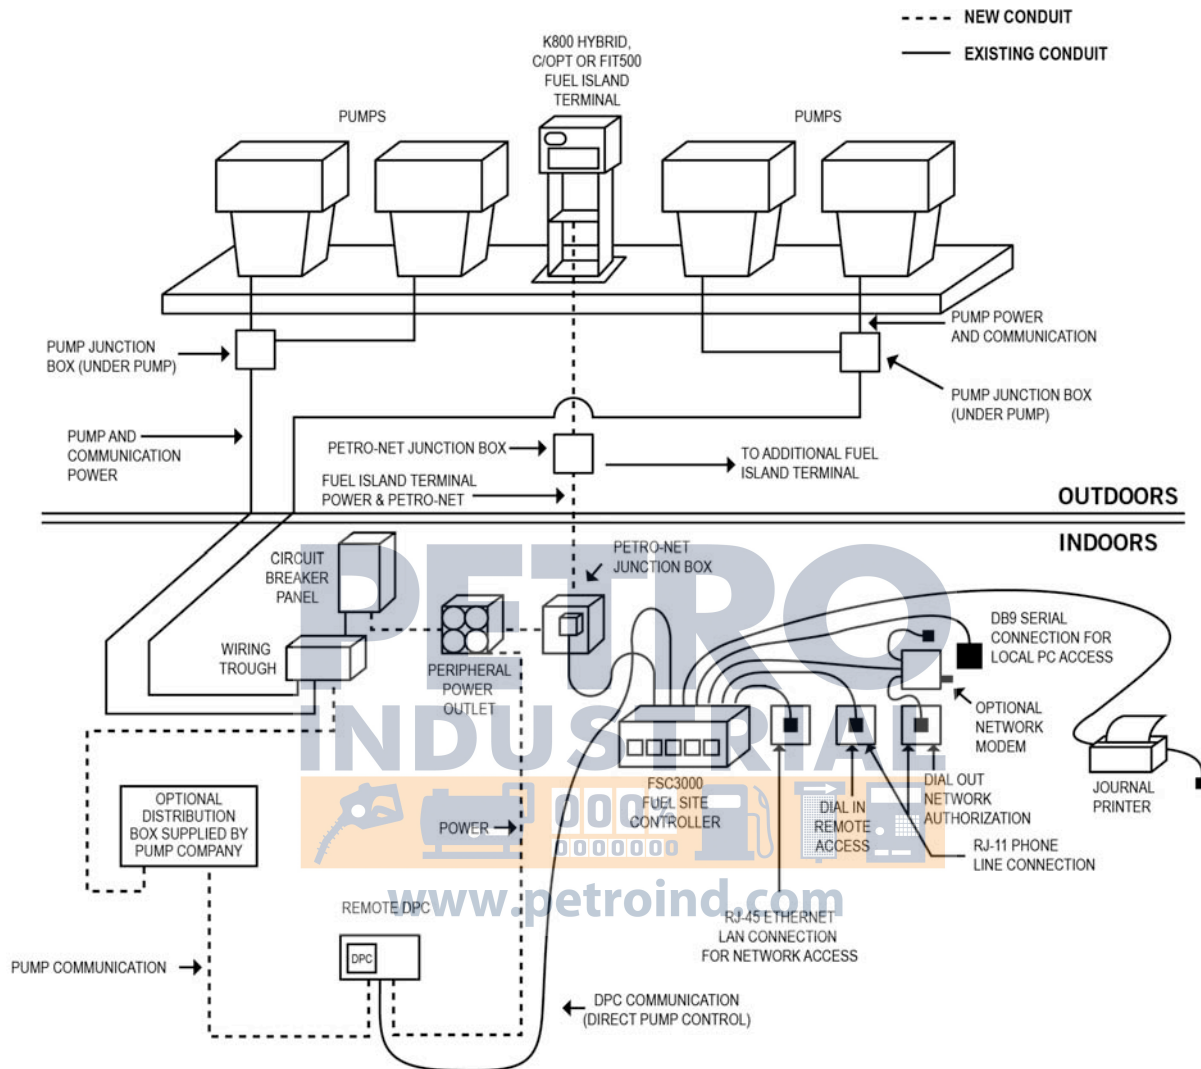 NEW CONDUIT
EXISTING CONDUIT
K800 HYBRID,
C/OPT OR FIT500
FUEL ISLAND
TERMINAL
PUMPS
PUMPS
PUMP JUNCTION
BOX (UNDER PUMP)
PUMP POWER
AND COMMUNICATION
PUMP JUNCTION BOX
(UNDER PUMP)
PUMP AND
COMMUNICATION
POWER
PETRO-NET JUNCTION BOX
TO ADDITIONAL FUEL
ISLAND TERMINAL
FUEL ISLAND TERMINAL
POWER & PETRO-NET
OUTDOORS
INDOORS
CIRCUIT
BREAKER
PANEL
PETRO-NET
JUNCTION BOX
WIRING
TROUGH
PERIPHERAL
POWER
OUTLET
DB9 SERIAL
CONNECTION FOR
LOCAL PC ACCESS
OPTIONAL
NETWORK
MODEM
PETRO
INDUSTRIAL
FSC3000
FUEL SITE
CONTROLLER
DIAL IN
REMOTE
ACCESS
DIAL OUT
NETWORK
AUTHORIZATION
JOURNAL
PRINTER
OPTIONAL
DISTRIBUTION
BOX SUPPLIED BY
PUMP COMPANY
POWER
000%
0000000
RJ-11 PHONE
LINE CONNECTION
www.petroind.com
REMOTE DPC
RJ-45 ETHERNET
LAN CONNECTION
FOR NETWORK ACCESS
DPC
PUMP COMMUNICATION
DPC COMMUNICATION
(DIRECT PUMP CONTROL)